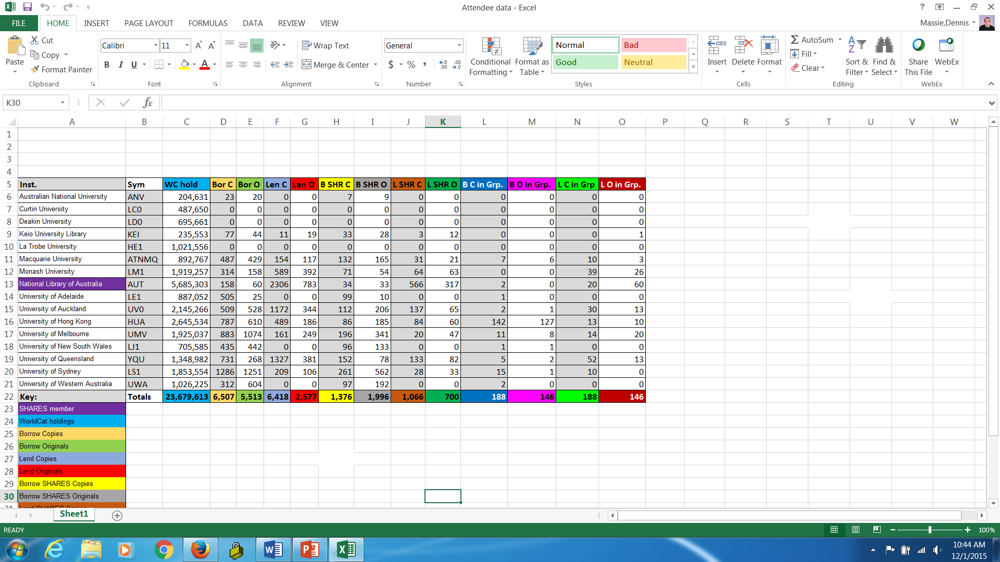 Attendee data - Excel
?
FILE HOME INSERT PAGE LAYOUT FORMULAS DATA REVIEW VIEW Massie,Dennis
Paste Cut Copy Format Painter Clipboard
Calibri 11 B I U A A A Font
Wrap Text Merge & Center Alignment
General $ % , .00 .0 Number
Conditional Formatting Format as Table Normal Bad Good Neutral Styles
Insert Delete Format Cells
AutoSum Fill Clear Sort & Filter Find & Select Editing
Share This File WebEx WebEx
K30 fx
A B C D E F G H I J K L M N O P Q R S T U V W
1
2
3
4
5 Inst. Sym WC hold Bor C Bor O Len C Len O B SHR C B SHR O L SHR C L SHR O B C in Grp. B O in Grp. L C in Grp L O in Grp.
6 Australian National University ANV 204,631 23 20 0 0 7 9 0 0 0 0 0 0
7 Curtin University LC0 487,650 0 0 0 0 0 0 0 0 0 0 0 0
8 Deakin University LD0 695,661 0 0 0 0 0 0 0 0 0 0 0 0
9 Keio University Library KEI 235,553 77 44 11 19 33 28 3 12 0 0 0 1
10 La Trobe University HE1 1,021,556 0 0 0 0 0 0 0 0 0 0 0 0
11 Macquarie University ATNMQ 892,767 487 429 154 117 132 165 31 21 7 6 10 3
12 Monash University LM1 1,919,257 314 158 589 392 71 54 64 63 0 0 39 26
13 National Library of Australia AUT 5,685,303 158 60 2306 783 34 33 566 317 2 0 20 60
14 University of Adelaide LE1 887,052 505 25 0 0 99 10 0 0 1 0 0 0
15 University of Auckland UV0 2,145,266 509 528 1172 344 112 206 137 65 2 1 30 13
16 University of Hong Kong HUA 2,645,534 787 610 489 186 86 185 84 60 142 127 13 10
17 University of Melbourne UMV 1,925,037 883 1074 161 249 196 341 20 47 11 8 14 20
18 University of New South Wales LJ1 705,585 435 442 0 0 96 133 0 0 1 1 0 0
19 University of Queensland YQU 1,348,982 731 268 1327 381 152 78 133 82 5 2 52 13
20 University of Sydney LS1 1,853,554 1286 1251 209 106 261 562 28 33 15 1 10 0
21 University of Western Australia UWA 1,026,225 312 604 0 0 97 192 0 0 2 0 0 0
22 Key: Totals 23,679,613 6,507 5,513 6,418 2,577 1,376 1,996 1,066 700 188 146 188 146
23 SHARES member
24 WorldCat holdings
25 Borrow Copies
26 Borrow Originals
27 Lend Copies
28 Lend Originals
29 Borrow SHARES Copies
30 Borrow SHARES Originals
31 Lend SHARES Copies
Sheet1
READY 100%
10:44 AM
12/1/2015